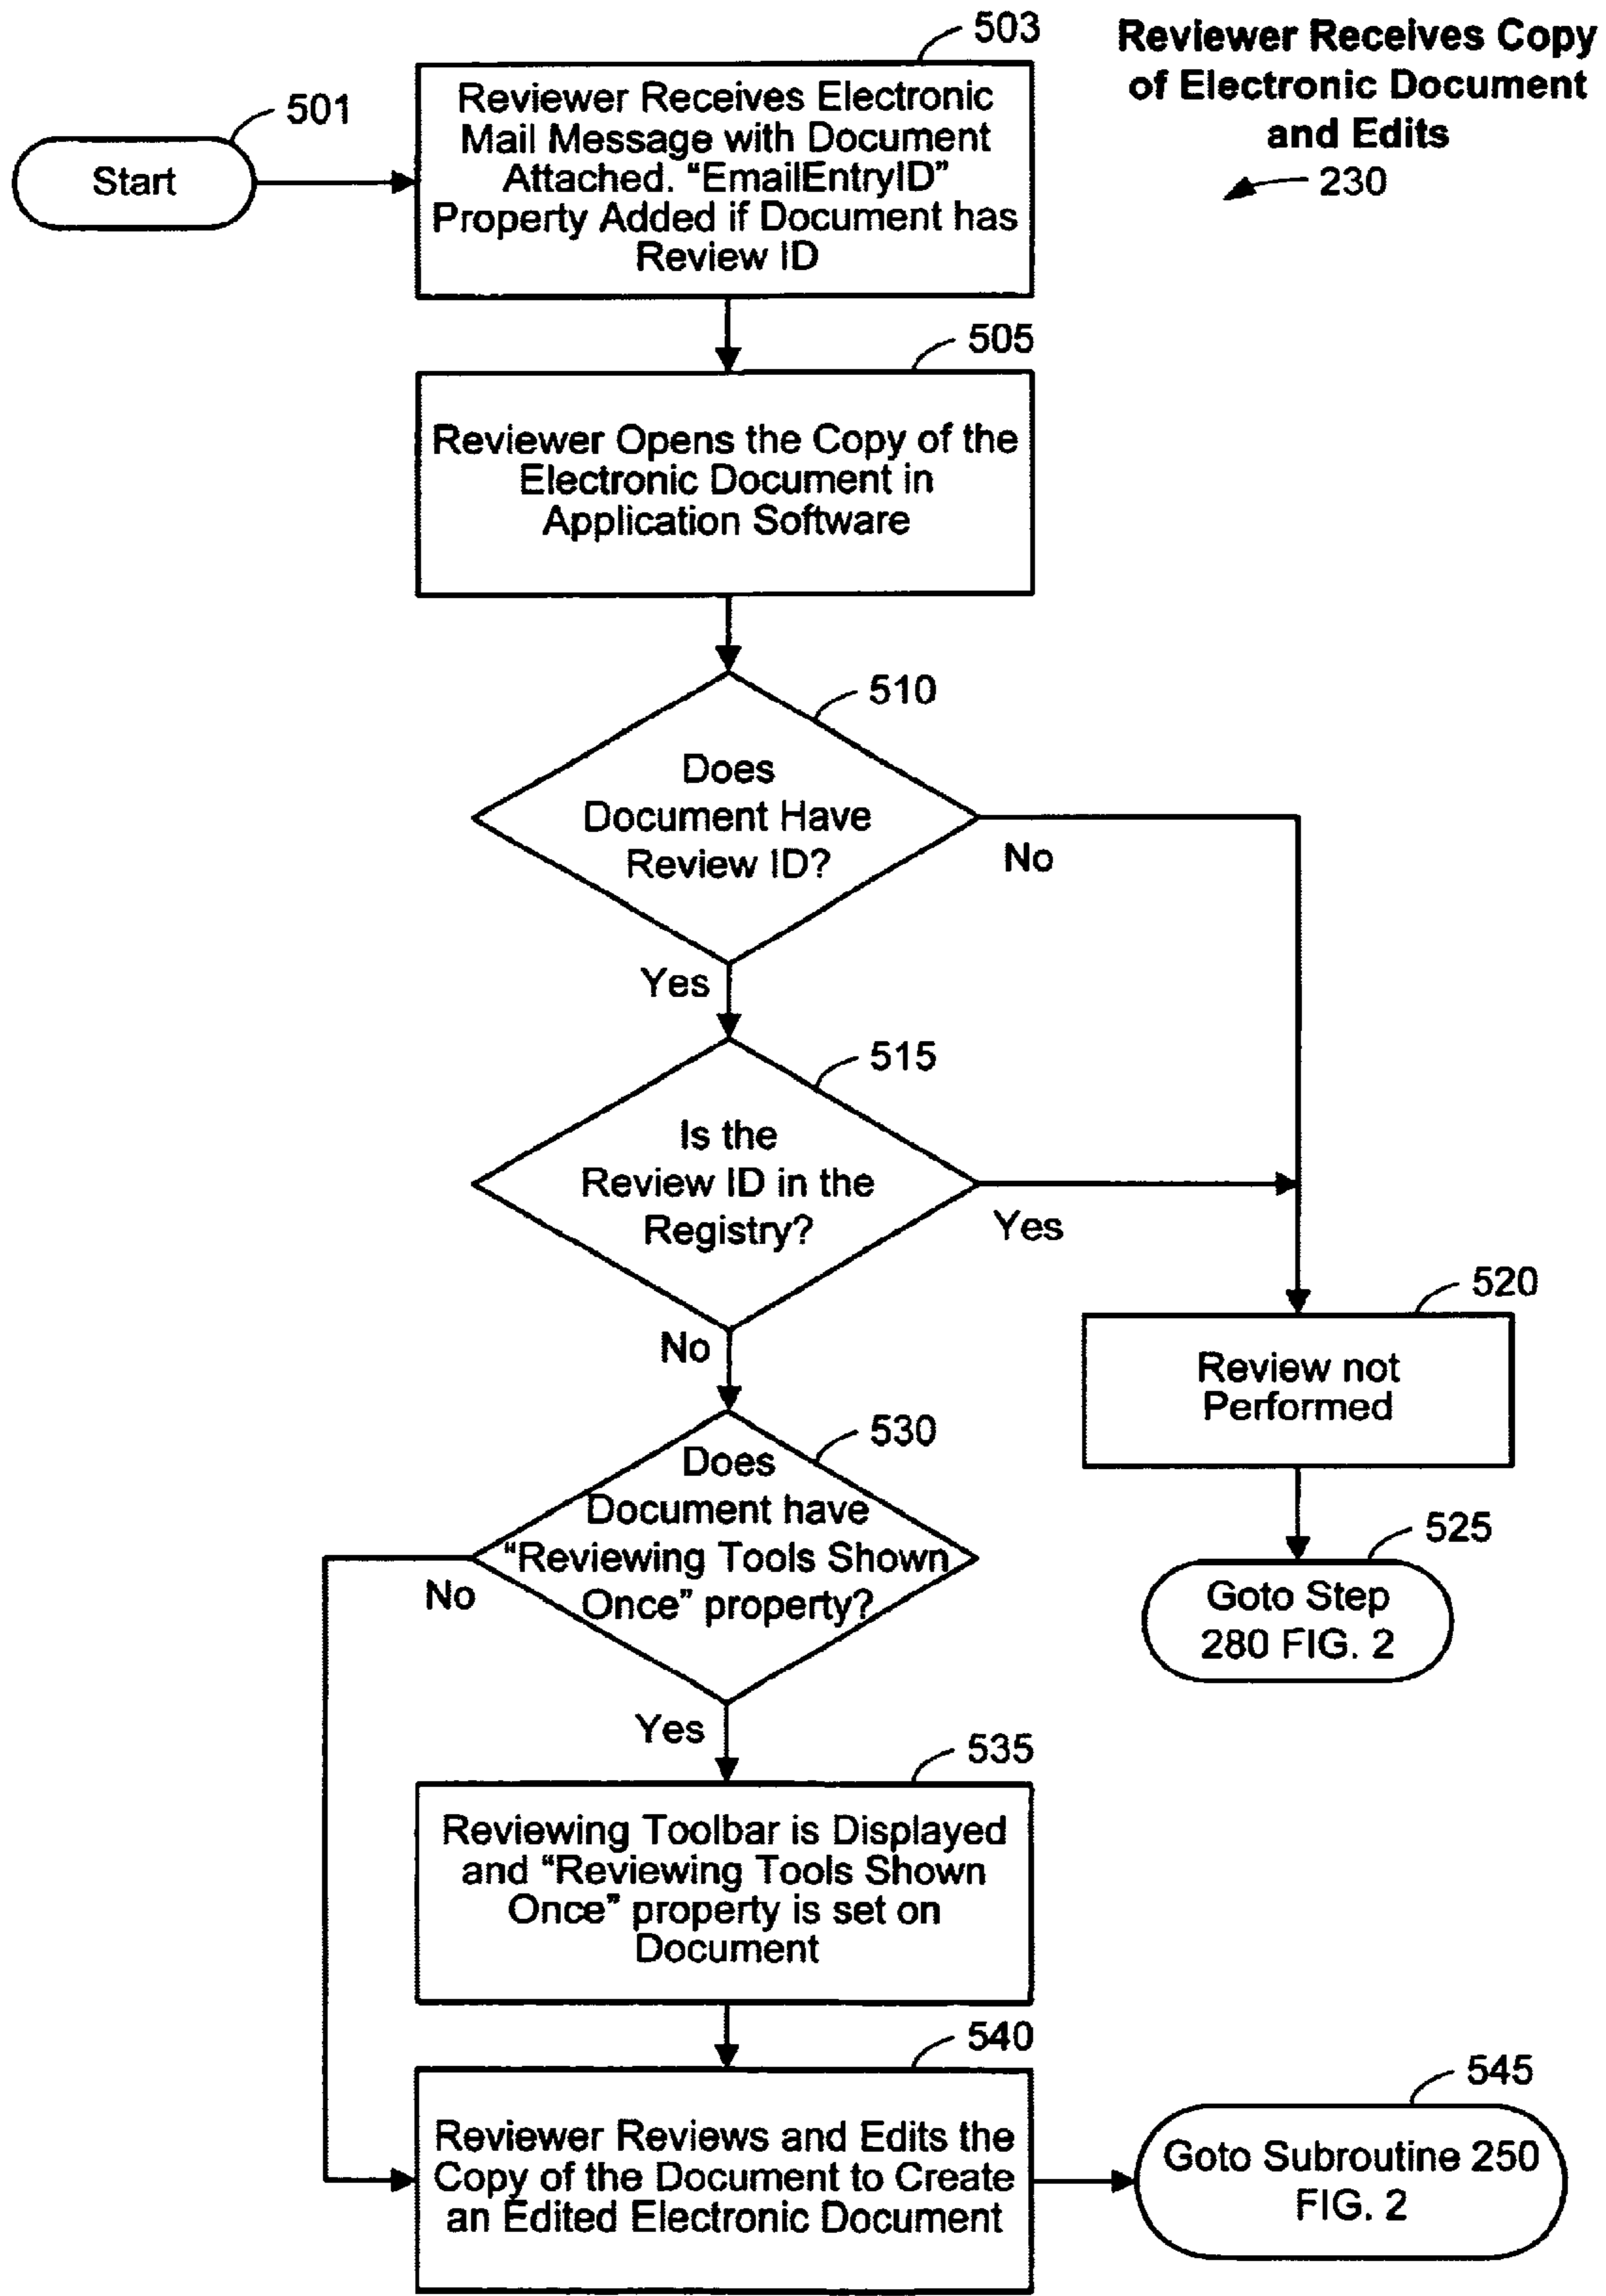 Reviewer Receives Copy
of Electronic Document
and Edits
230
501
Start
503
Reviewer Receives Electronic
Mail Message with Document
Attached. “EmailEntryID”
Property Added if Document has
Review ID
505
Reviewer Opens the Copy of the
Electronic Document in
Application Software
510
Does
Document Have
Review ID?
No
Yes
515
Is the
Review ID in the
Registry?
Yes
No
520
Review not
Performed
525
Goto Step
280 FIG. 2
530
Does
Document have
“Reviewing Tools Shown
Once” property?
No
Yes
535
Reviewing Toolbar is Displayed
and “Reviewing Tools Shown
Once” property is set on
Document
540
Reviewer Reviews and Edits the
Copy of the Document to Create
an Edited Electronic Document
545
Goto Subroutine 250
FIG. 2